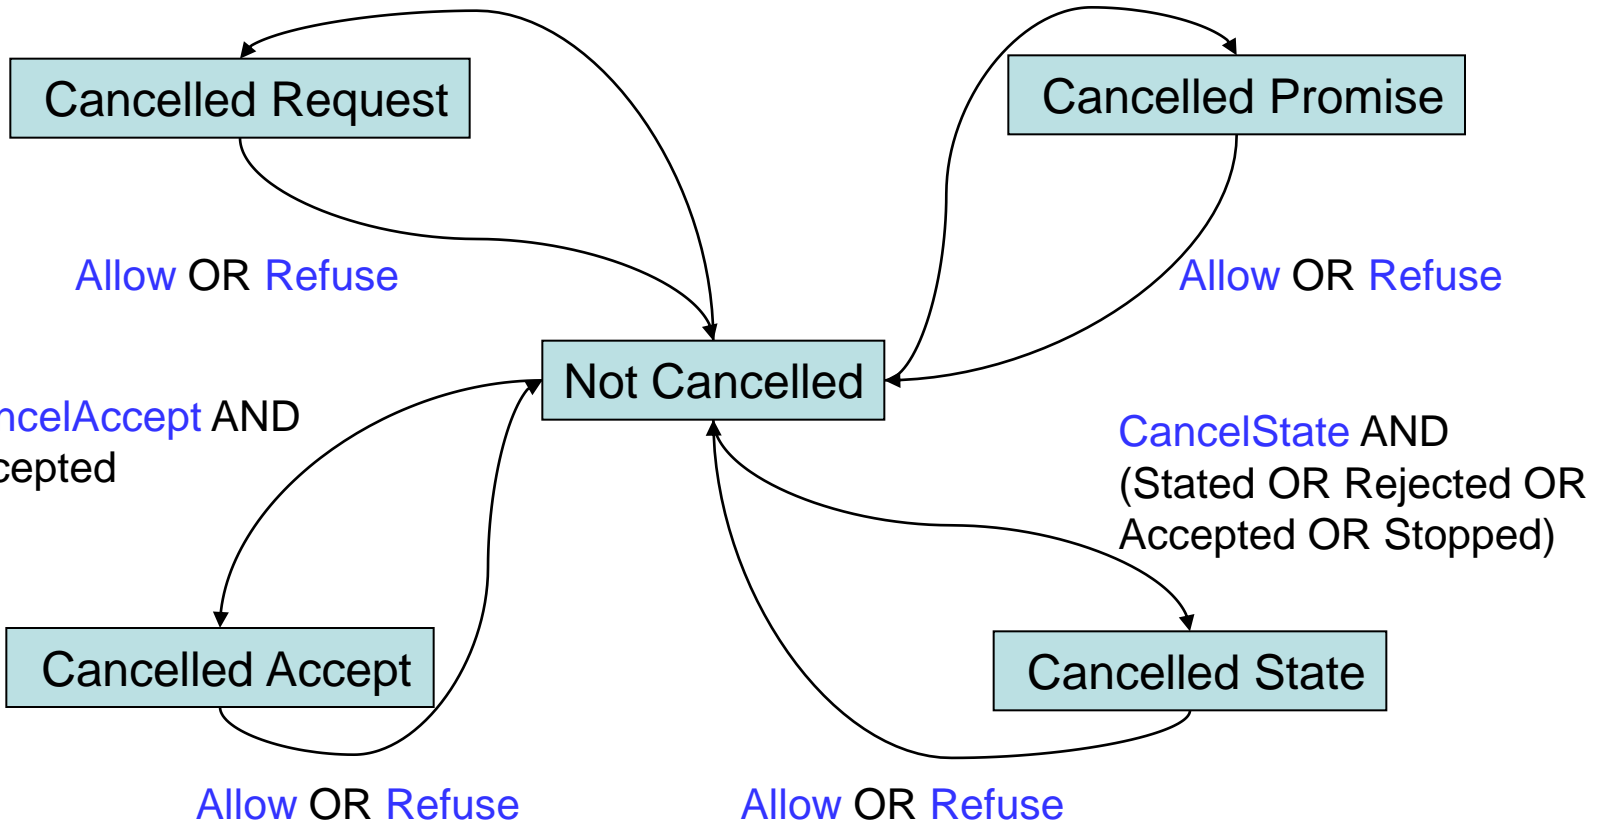 Cancelled Request
Cancelled Promise
Allow OR Refuse
Allow OR Refuse
Not Cancelled
AND
CancelState AND
(Stated OR Rejected OR
Accepted OR Stopped)
Cancelled Accept
Cancelled State
Allow OR Refuse
Allow OR Refuse